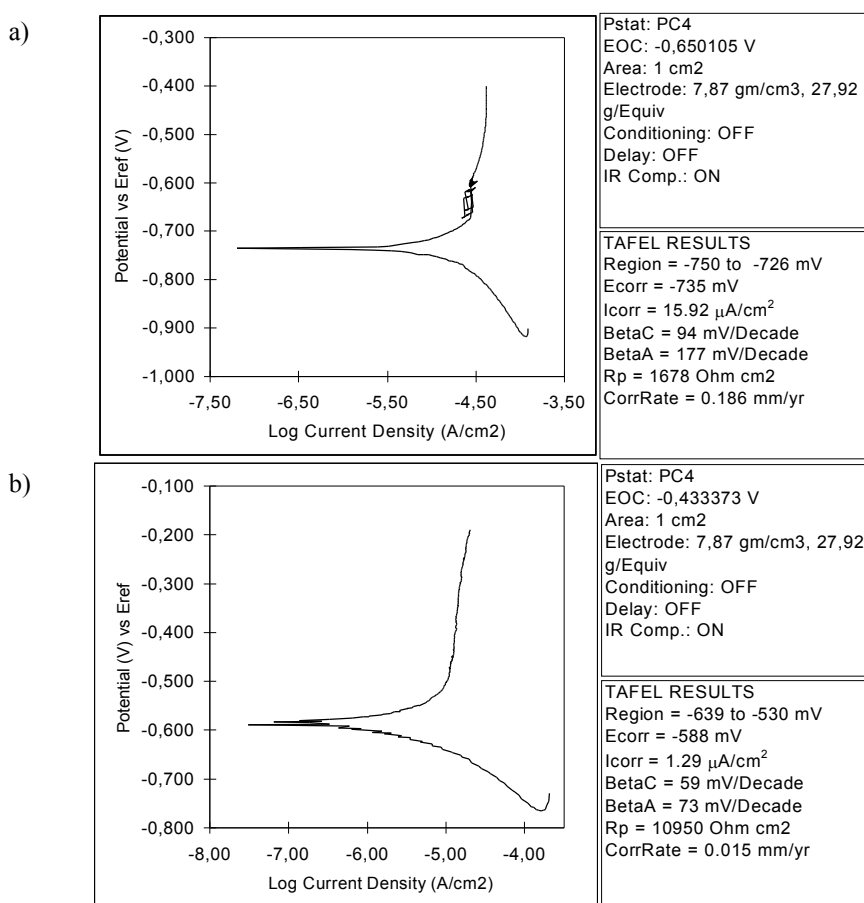 a)
-0,300
-0,400
-0,500
-0,600
-0,700
-0,800
-0,900
-1,000
Potential vs Eref (V)
-7,50 -6,50 -5,50 -4,50 -3,50
Log Current Density (A/cm2)
Pstat: PC4
EOC: -0,650105 V
Area: 1 cm2
Electrode: 7,87 gm/cm3, 27,92
g/Equiv
Conditioning: OFF
Delay: OFF
IR Comp.: ON
TAFEL RESULTS
Region = -750 to -726 mV
Ecorr = -735 mV
Icorr = 15.92 μA/cm²
BetaC = 94 mV/Decade
BetaA = 177 mV/Decade
Rp = 1678 Ohm cm2
CorrRate = 0.186 mm/yr
b)
-0,100
-0,200
-0,300
-0,400
-0,500
-0,600
-0,700
-0,800
Potential (V) vs Eref
-8,00 -7,00 -6,00 -5,00 -4,00
Log Current Density (A/cm2)
Pstat: PC4
EOC: -0,433373 V
Area: 1 cm2
Electrode: 7,87 gm/cm3, 27,92
g/Equiv
Conditioning: OFF
Delay: OFF
IR Comp.: ON
TAFEL RESULTS
Region = -639 to -530 mV
Ecorr = -588 mV
Icorr = 1.29 μA/cm²
BetaC = 59 mV/Decade
BetaA = 73 mV/Decade
Rp = 10950 Ohm cm2
CorrRate = 0.015 mm/yr